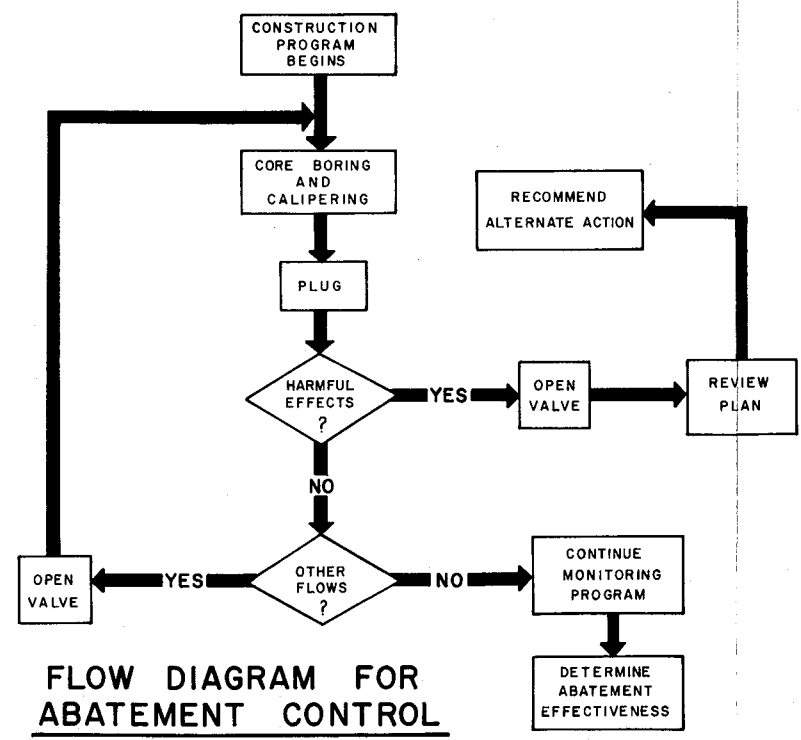 CONSTRUCTION
PROGRAM
BEGINS
CORE BORING
AND
CALIPERING
RECOMMEND
ALTERNATE ACTION
PLUG
HARMFUL
EFFECTS
?
YES
OPEN
VALVE
REVIEW
PLAN
NO
OTHER
FLOWS
?
YES
OPEN
VALVE
NO
CONTINUE
MONITORING
PROGRAM
DETERMINE
ABATEMENT
EFFECTIVENESS
FLOW DIAGRAM FOR
ABATEMENT CONTROL